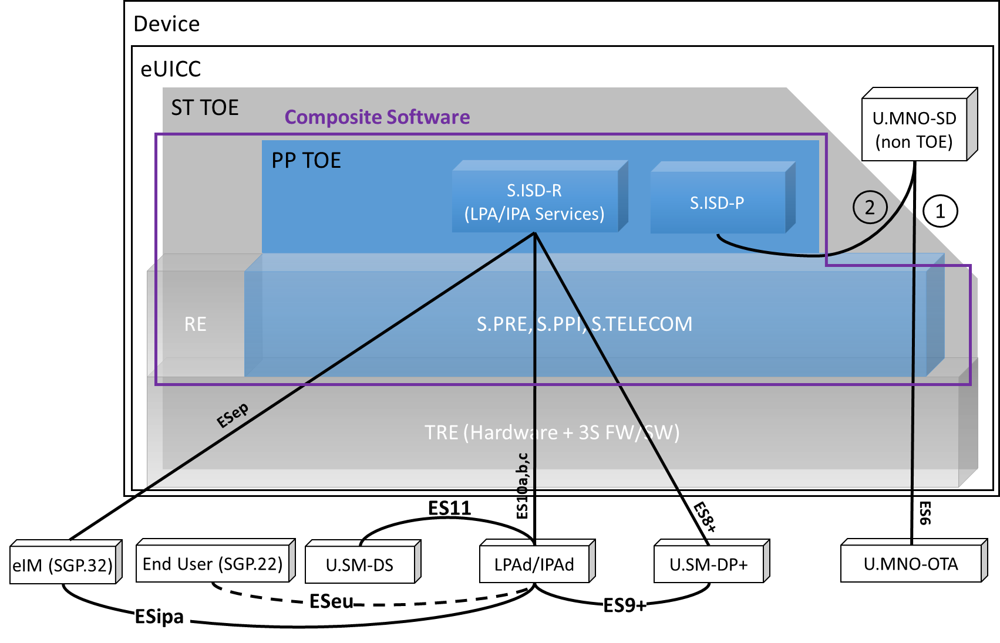 Device
eUICC
ST TOE
Composite Software
U.MNO-SD
(non TOE)
PP TOE
S.ISD-R
(LPA/IPA Services)
S.ISD-P
2
1
RE
S.PRE, S.PPI, S.TELECOM
ESep
TRE (Hardware + 3S FW/SW)
ES10a,b,c
ES11
ES8+
ES6
eIM (SGP.32)
End User (SGP.22)
U.SM-DS
LPAd/IPAd
U.SM-DP+
U.MNO-OTA
ESeu
ES9+
ESipa